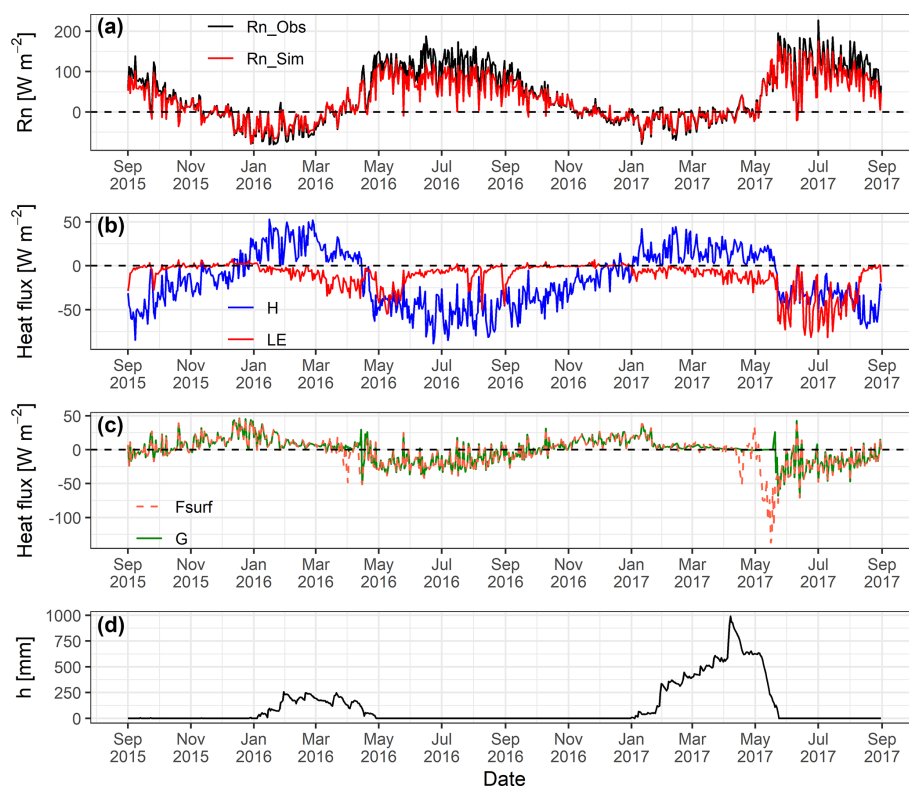 (a)
Rn_Obs
Rn_Sim
Rn [W m⁻²]
200
100
0
Sep Nov Jan Mar May Jul Sep Nov Jan Mar May Jul Sep
2015 2015 2016 2016 2016 2016 2016 2016 2017 2017 2017 2017 2017
(b)
Heat flux [W m⁻²]
50
0
-50
H
LE
Sep Nov Jan Mar May Jul Sep Nov Jan Mar May Jul Sep
2015 2015 2016 2016 2016 2016 2016 2016 2017 2017 2017 2017 2017
(c)
Heat flux [W m⁻²]
50
0
-50
-100
Fsurf
G
Sep Nov Jan Mar May Jul Sep Nov Jan Mar May Jul Sep
2015 2015 2016 2016 2016 2016 2016 2016 2017 2017 2017 2017 2017
(d)
h [mm]
1000
750
500
250
0
Sep Nov Jan Mar May Jul Sep Nov Jan Mar May Jul Sep
2015 2015 2016 2016 2016 2016 2016 2016 2017 2017 2017 2017 2017
Date